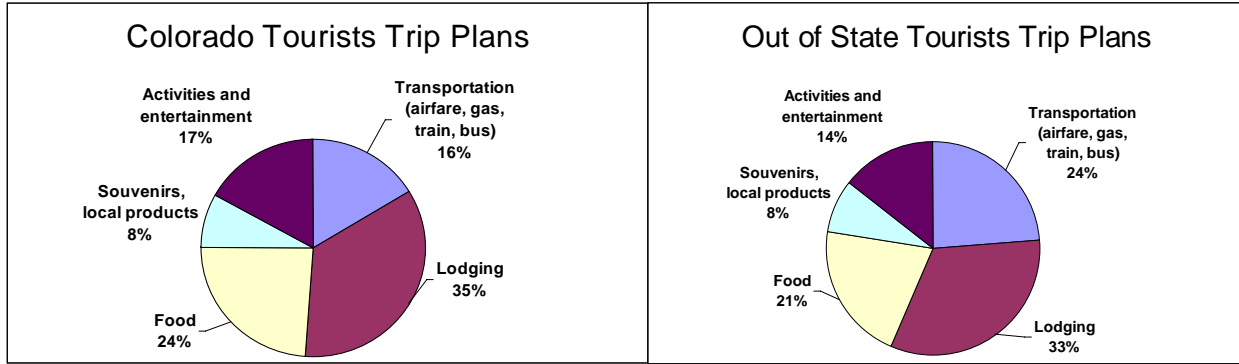 Colorado Tourists Trip Plans
Transportation
(airfare, gas,
train, bus)
16%
Lodging
35%
Food
24%
Souvenirs,
local products
8%
Activities and
entertainment
17%
Out of State Tourists Trip Plans
Transportation
(airfare, gas,
train, bus)
24%
Lodging
33%
Food
21%
Souvenirs,
local products
8%
Activities and
entertainment
14%